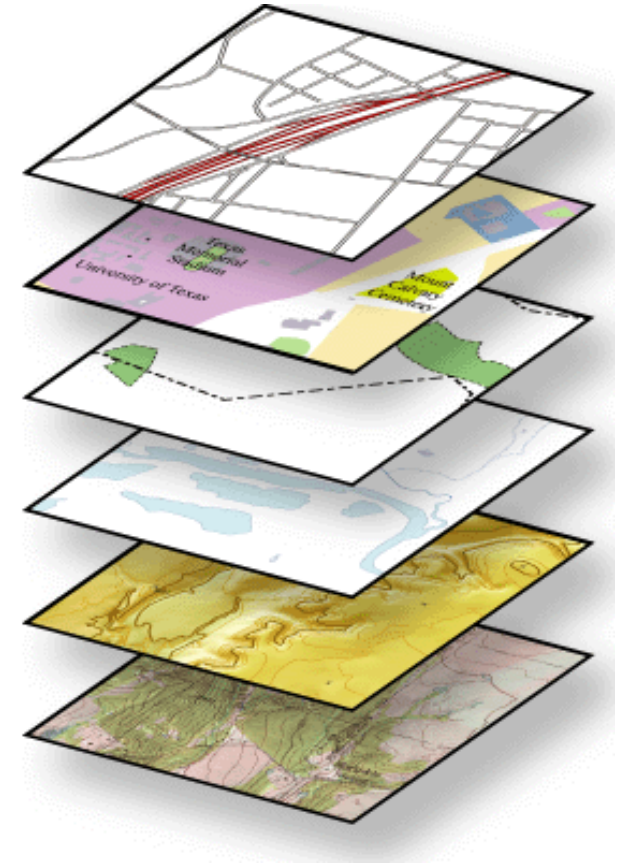 Texas
Memorial
Stadium
University of Texas
Mount
Calvary
Cemetery